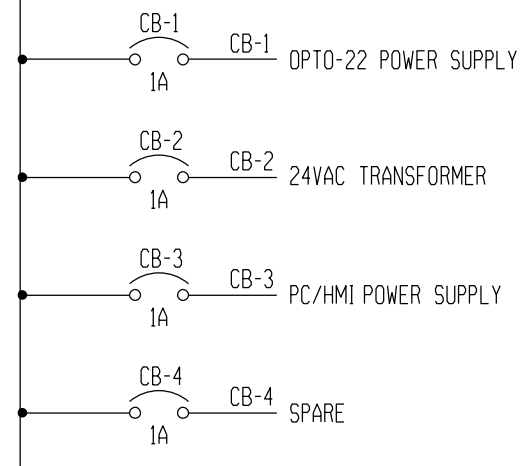 CB-1
CB-1
OPTO-22 POWER SUPPLY
1A
CB-2
CB-2
24VAC TRANSFORMER
1A
CB-3
CB-3
PC/HMI POWER SUPPLY
1A
CB-4
CB-4
SPARE
1A